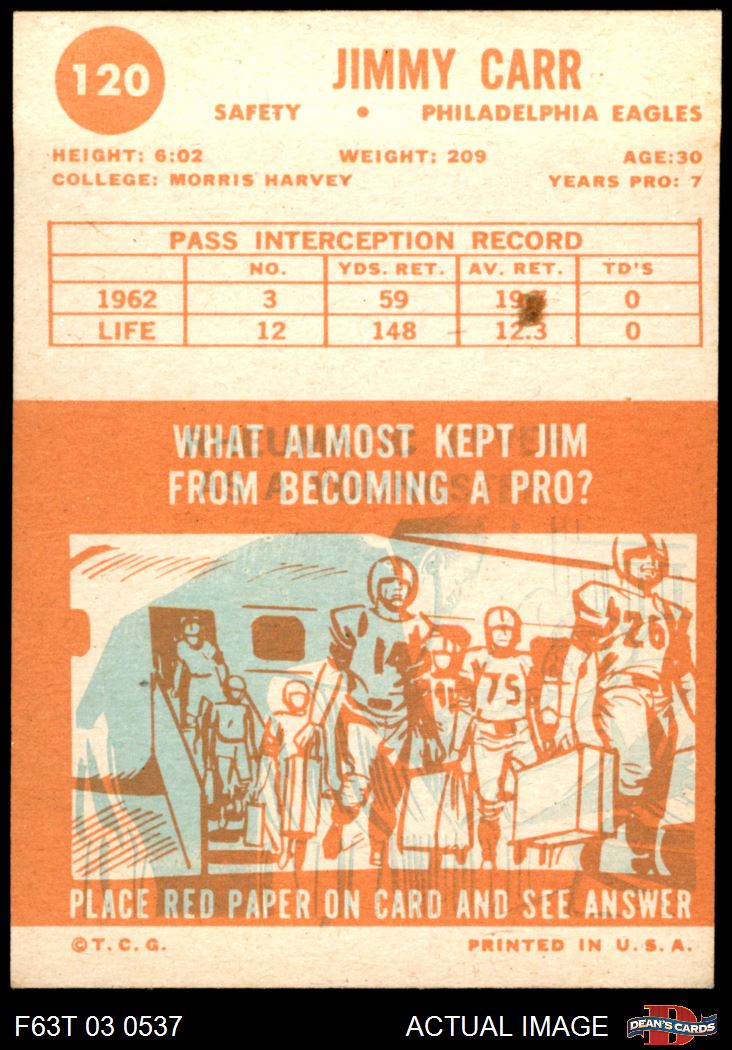 120
JIMMY CARR
SAFETY • PHILADELPHIA EAGLES
HEIGHT: 6:02 WEIGHT: 209 AGE:30
COLLEGE: MORRIS HARVEY YEARS PRO: 7
PASS INTERCEPTION RECORD
NO. YDS. RET. AV. RET. TD'S
1962 3 59 0
LIFE 12 148 12.3 0
WHAT ALMOST KEPT JIM
FROM BECOMING A PRO?
14
75
26
PLACE RED PAPER ON CARD AND SEE ANSWER
©T.C.G. PRINTED IN U.S.A.
F63T 03 0537 ACTUAL IMAGE DEAN'S CARDS